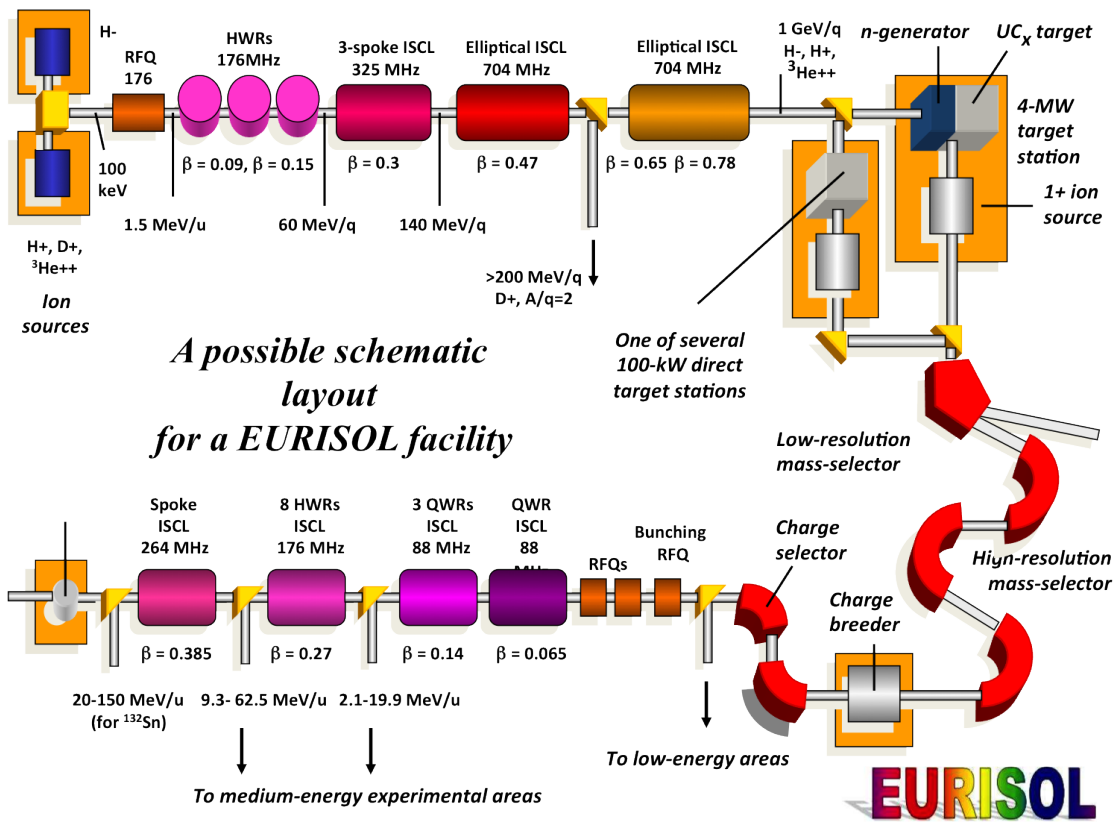 H-
RFQ
176
HWRs
176MHz
3-spoke ISCL
325 MHz
Elliptical ISCL
704 MHz
Elliptical ISCL
704 MHz
1 GeV/q
H-, H+,
³He++
n-generator
UCₓ target
4-MW
target
station
1+ ion
source
100
keV
β = 0.09, β = 0.15
β = 0.3
β = 0.47
β = 0.65 β = 0.78
1.5 MeV/u
60 MeV/q
140 MeV/q
H+, D+,
³He++
Ion
sources
>200 MeV/q
D+, A/q=2
One of several
100-kW direct
target stations
A possible schematic
layout
for a EURISOL facility
Low-resolution
mass-selector
High-resolution
mass-selector
Spoke
ISCL
264 MHz
8 HWRs
ISCL
176 MHz
3 QWRs
ISCL
88 MHz
QWR
ISCL
88
MHz
RFQs
Bunching
RFQ
Charge
selector
Charge
breeder
β = 0.385
β = 0.27
β = 0.14
β = 0.065
20-150 MeV/u
(for ¹³²Sn)
9.3- 62.5 MeV/u
2.1-19.9 MeV/u
To low-energy areas
To medium-energy experimental areas
EURISOL